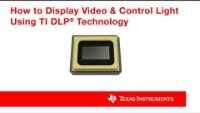 How to Display Video & Control Light
Using TI DLP® Technology
TEXAS INSTRUMENTS